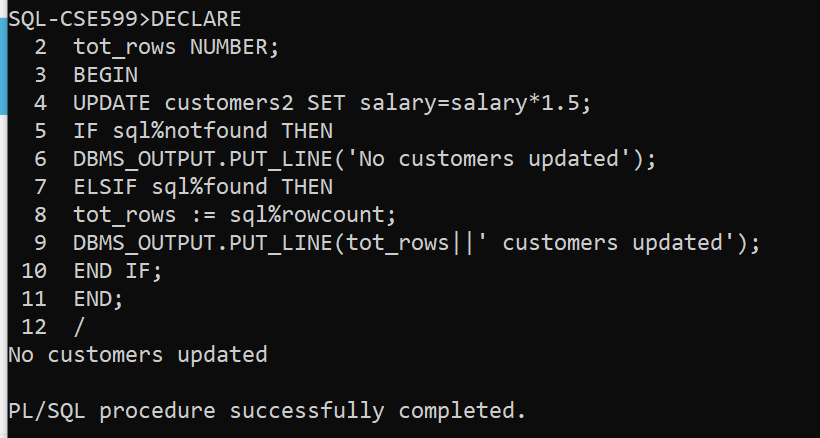 SQL-CSE599>DECLARE
  2  tot_rows NUMBER;
  3  BEGIN
  4  UPDATE customers2 SET salary=salary*1.5;
  5  IF sql%notfound THEN
  6  DBMS_OUTPUT.PUT_LINE('No customers updated');
  7  ELSIF sql%found THEN
  8  tot_rows := sql%rowcount;
  9  DBMS_OUTPUT.PUT_LINE(tot_rows||' customers updated');
 10  END IF;
 11  END;
 12  /
No customers updated

PL/SQL procedure successfully completed.